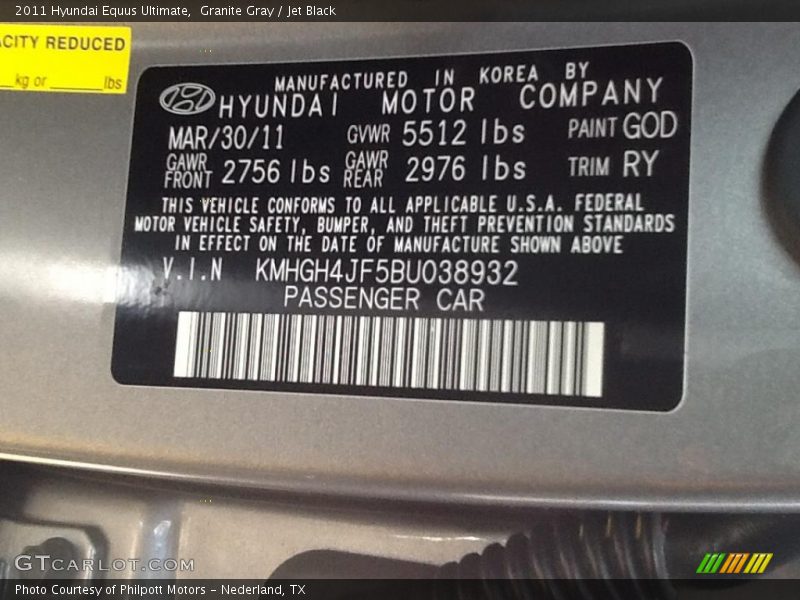 2011 Hyundai Equus Ultimate,  Granite Gray / Jet Black
ACITY REDUCED
kg or ______ lbs
MANUFACTURED IN KOREA BY
HYUNDAI MOTOR COMPANY
MAR/30/11 GVWR 5512 lbs PAINT GOD
GAWR FRONT 2756 lbs GAWR REAR 2976 lbs TRIM RY
THIS VEHICLE CONFORMS TO ALL APPLICABLE U.S.A. FEDERAL
MOTOR VEHICLE SAFETY, BUMPER, AND THEFT PREVENTION STANDARDS
IN EFFECT ON THE DATE OF MANUFACTURE SHOWN ABOVE
V.I.N KMHGH4JF5BU038932
PASSENGER CAR
GTCARLOT.COM
Photo Courtesy of Philpott Motors - Nederland, TX